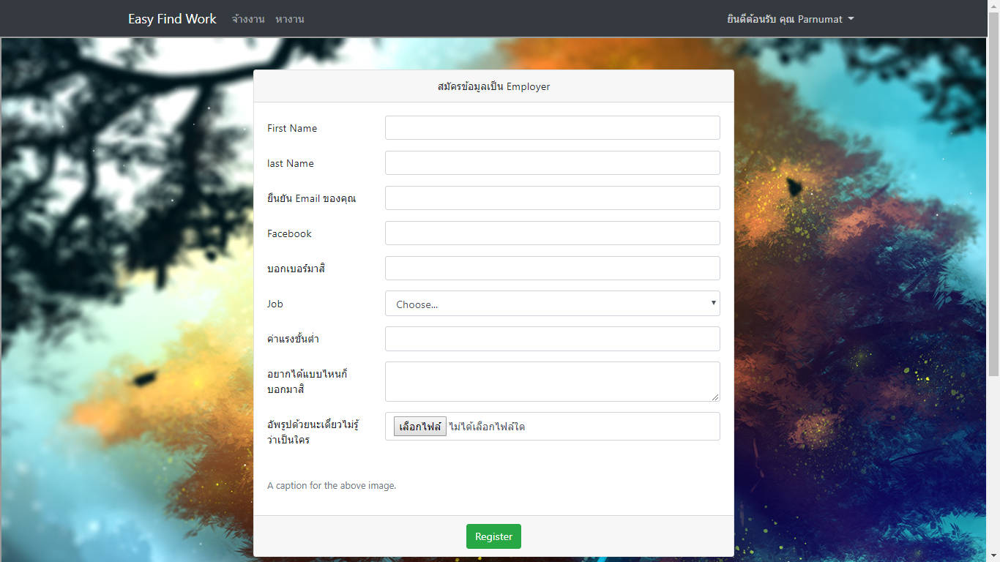 Easy Find Work จ้างงาน หางาน ยินดีต้อนรับ คุณ Parnumat
สมัครข้อมูลเป็น Employer
First Name
last Name
ยืนยัน Email ของคุณ
Facebook
บอกเบอร์มาสิ
Job Choose...
ค่าแรงขั้นต่ำ
อยากได้แบบไหนก็
บอกมาสิ
อัพรูปด้วยนะเดี๋ยวไม่รู้
ว่าเป็นใคร
เลือกไฟล์ ไม่ได้เลือกไฟล์ใด
A caption for the above image.
Register